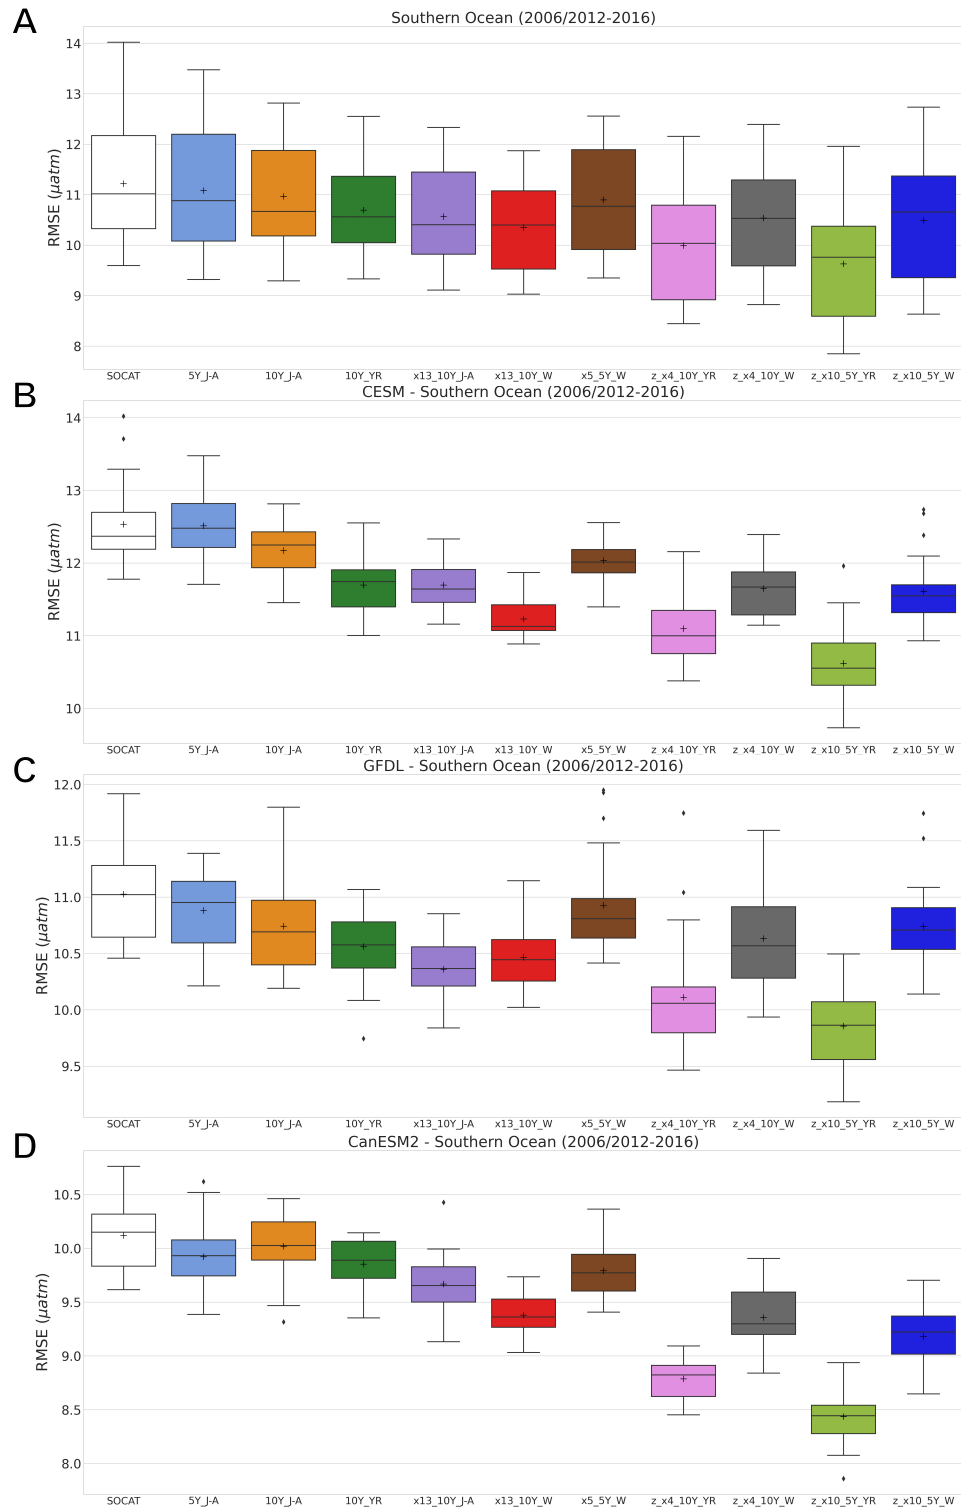 A
Southern Ocean (2006/2012-2016)
RMSE (μatm)
14
13
12
11
10
9
8
SOCAT 5Y_J-A 10Y_J-A 10Y_YR x13_10Y_J-A x13_10Y_W x5_5Y_W z_x4_10Y_YR z_x4_10Y_W z_x10_5Y_YR z_x10_5Y_W
B
CESM - Southern Ocean (2006/2012-2016)
RMSE (μatm)
14
13
12
11
10
SOCAT 5Y_J-A 10Y_J-A 10Y_YR x13_10Y_J-A x13_10Y_W x5_5Y_W z_x4_10Y_YR z_x4_10Y_W z_x10_5Y_YR z_x10_5Y_W
C
GFDL - Southern Ocean (2006/2012-2016)
RMSE (μatm)
12.0
11.5
11.0
10.5
10.0
9.5
SOCAT 5Y_J-A 10Y_J-A 10Y_YR x13_10Y_J-A x13_10Y_W x5_5Y_W z_x4_10Y_YR z_x4_10Y_W z_x10_5Y_YR z_x10_5Y_W
D
CanESM2 - Southern Ocean (2006/2012-2016)
RMSE (μatm)
10.5
10.0
9.5
9.0
8.5
8.0
SOCAT 5Y_J-A 10Y_J-A 10Y_YR x13_10Y_J-A x13_10Y_W x5_5Y_W z_x4_10Y_YR z_x4_10Y_W z_x10_5Y_YR z_x10_5Y_W